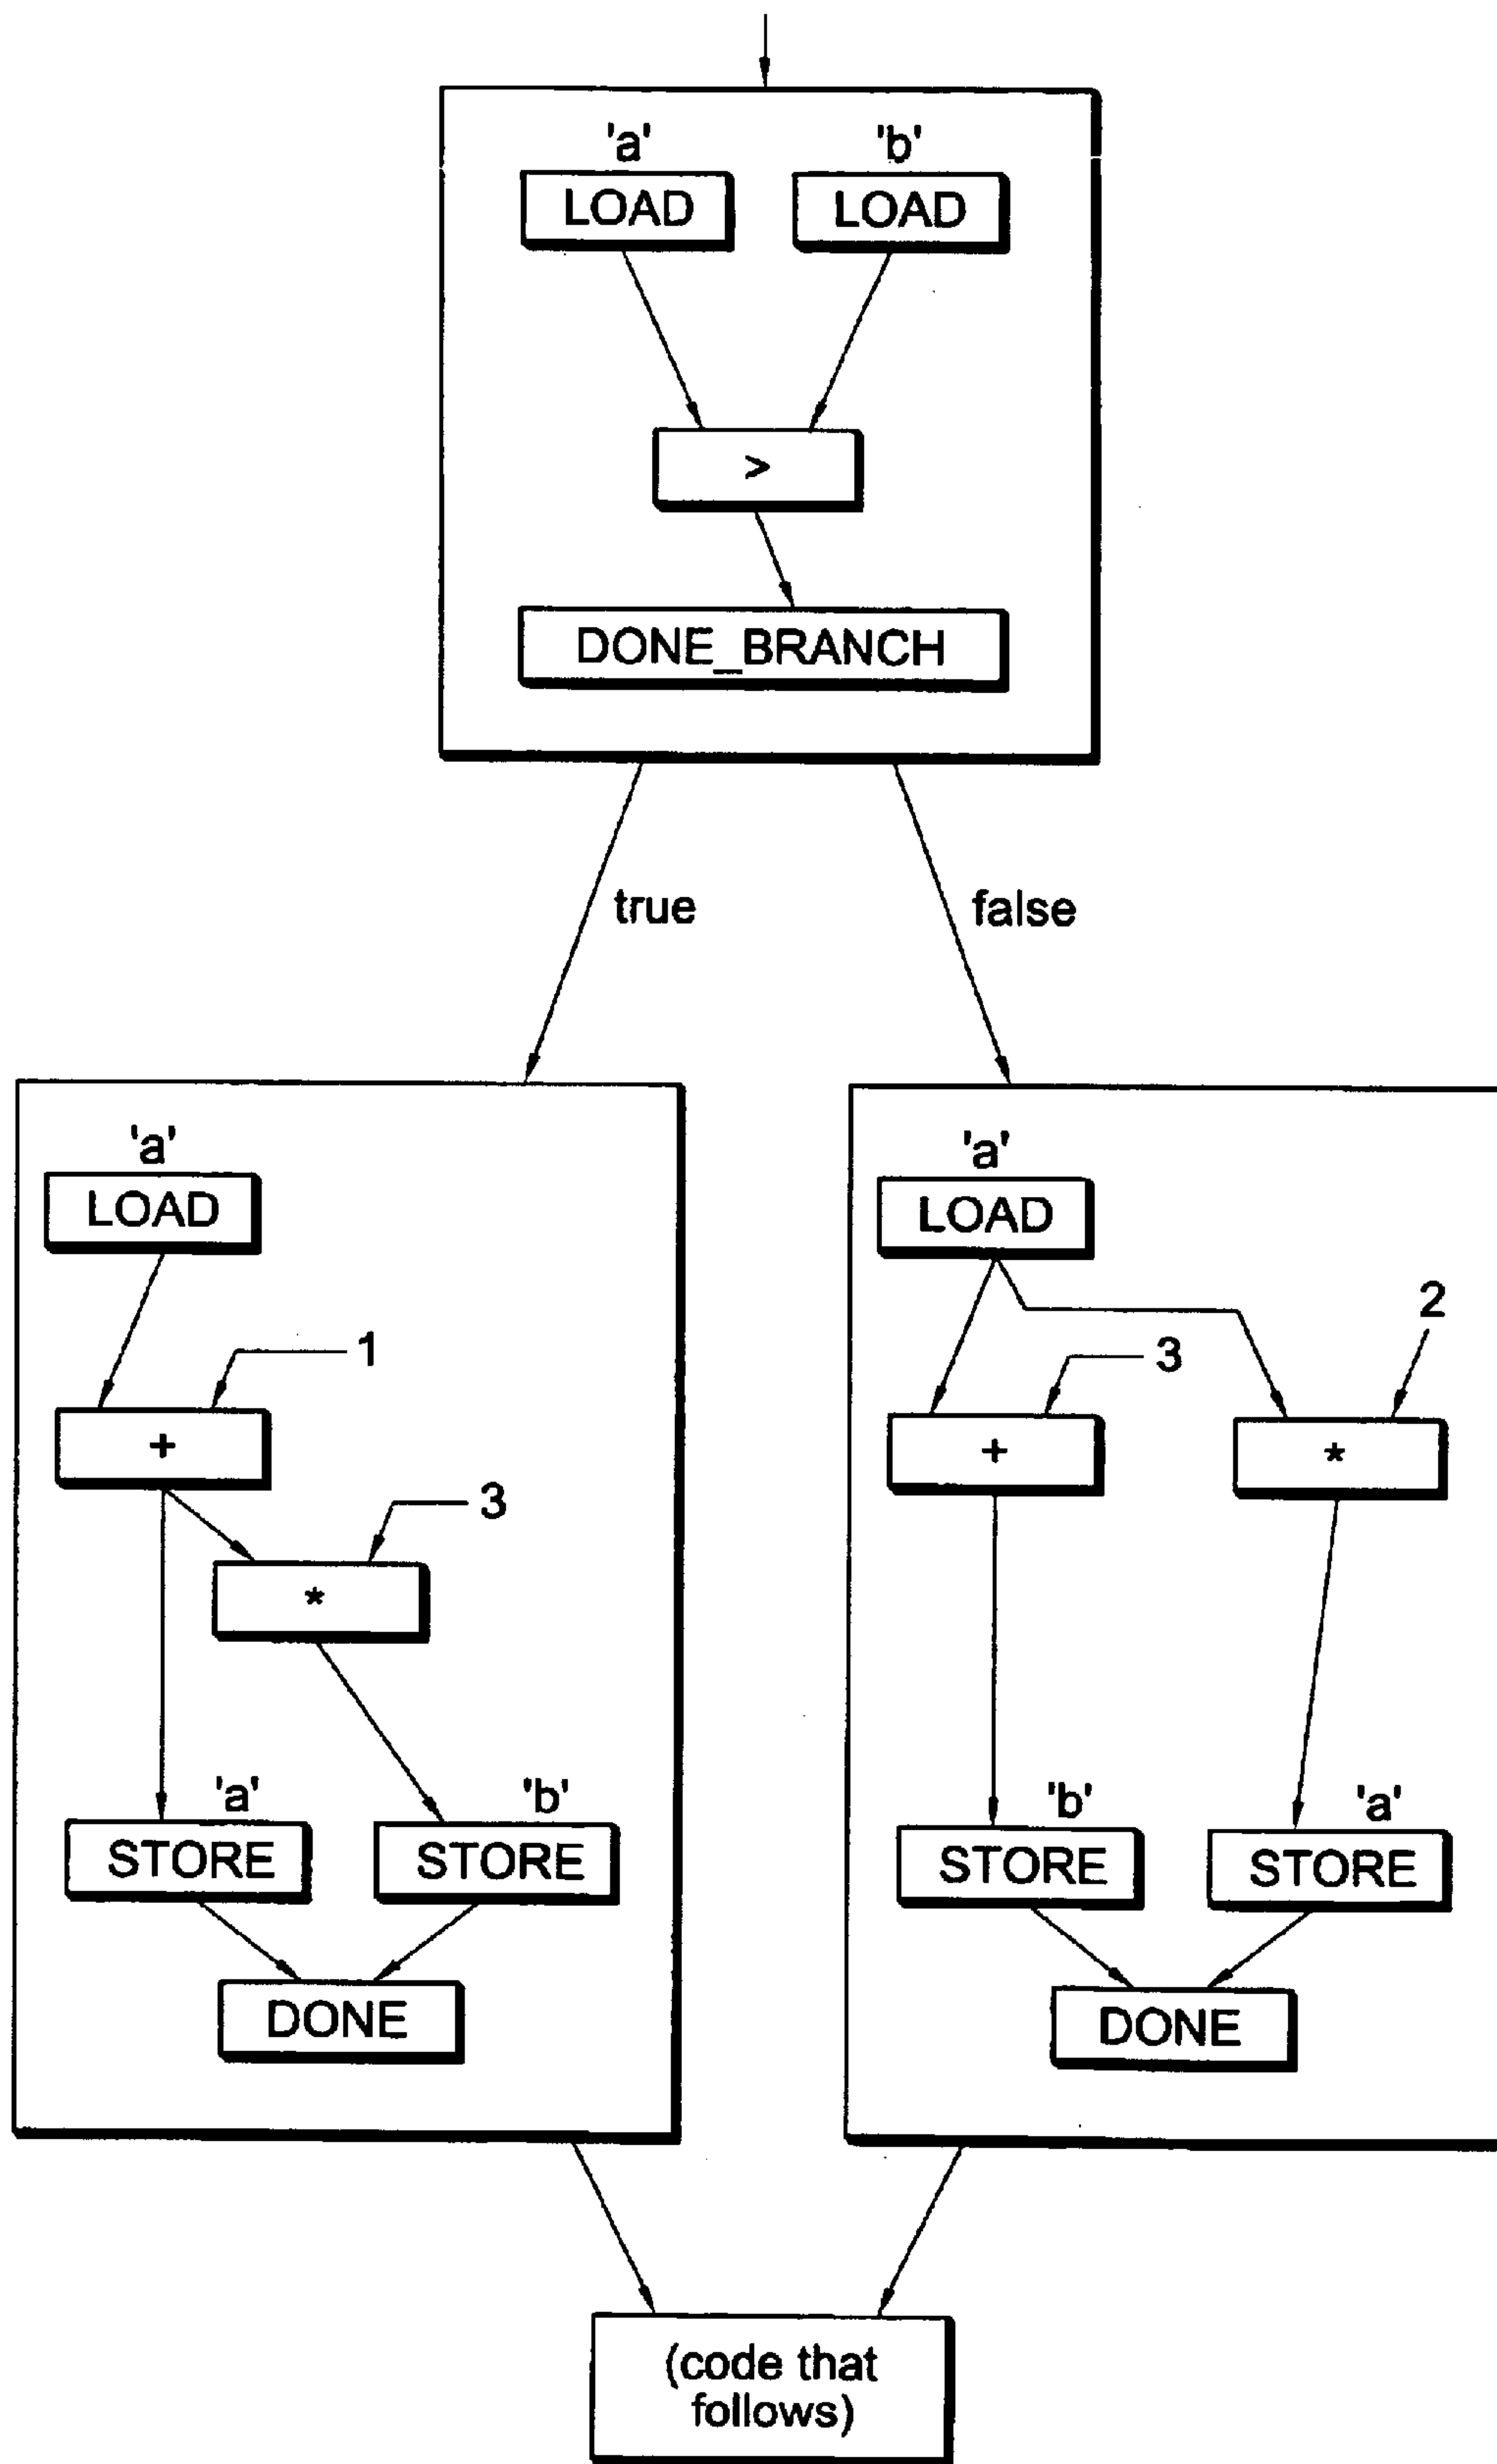 'a' 'b'
LOAD LOAD
>
DONE_BRANCH
true false
'a'
LOAD
1
+
3
*
'a' 'b'
STORE STORE
DONE
'a'
LOAD
2
3
+ *
'b' 'a'
STORE STORE
DONE
(code that
follows)